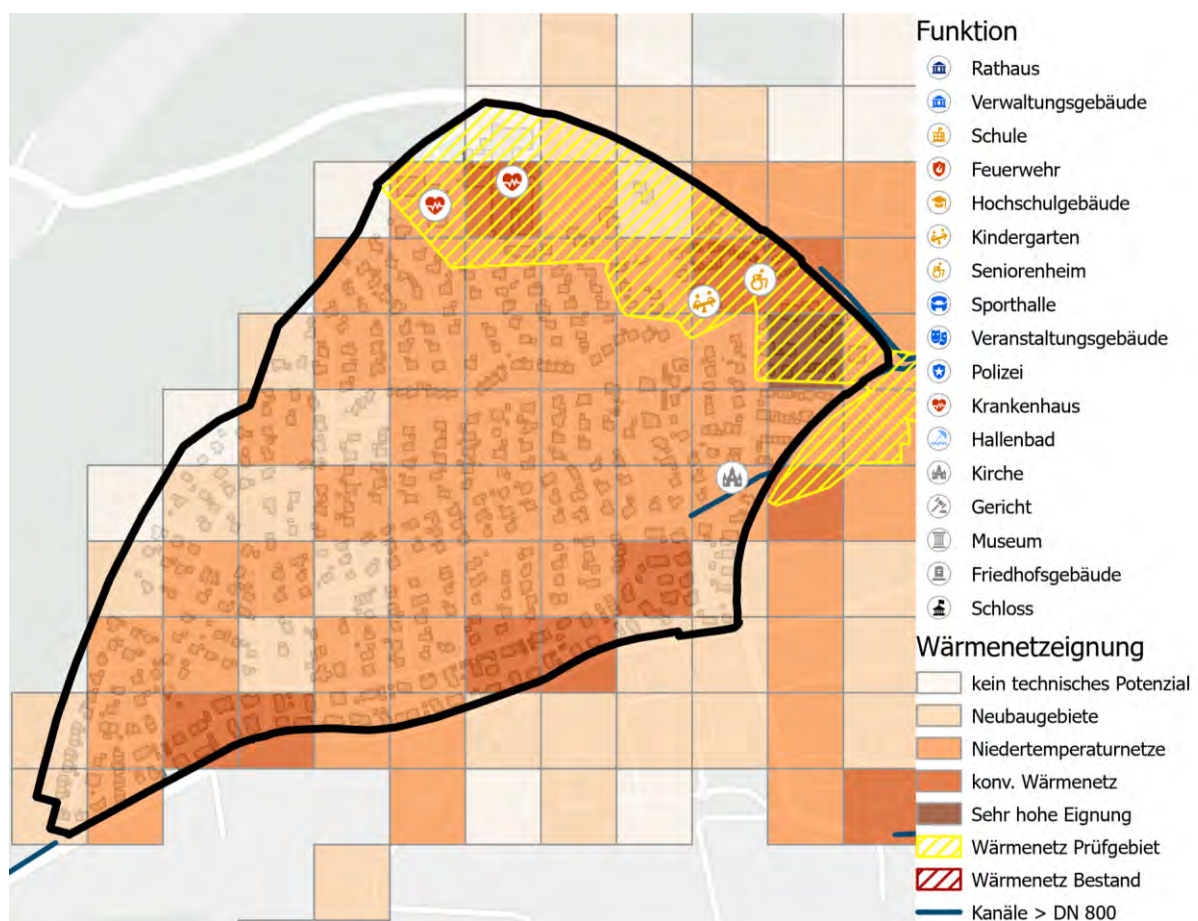 Funktion
Rathaus
Verwaltungsgebäude
Schule
Feuerwehr
Hochschulgebäude
Kindergarten
Seniorenheim
Sporthalle
Veranstaltungsgebäude
Polizei
Krankenhaus
Hallenbad
Kirche
Gericht
Museum
Friedhofsgebäude
Schloss
Wärmenetzeignung
kein technisches Potenzial
Neubaugebiete
Niedertemperaturnetze
konv. Wärmenetz
Sehr hohe Eignung
Wärmenetz Prüfgebiet
Wärmenetz Bestand
Kanäle > DN 800